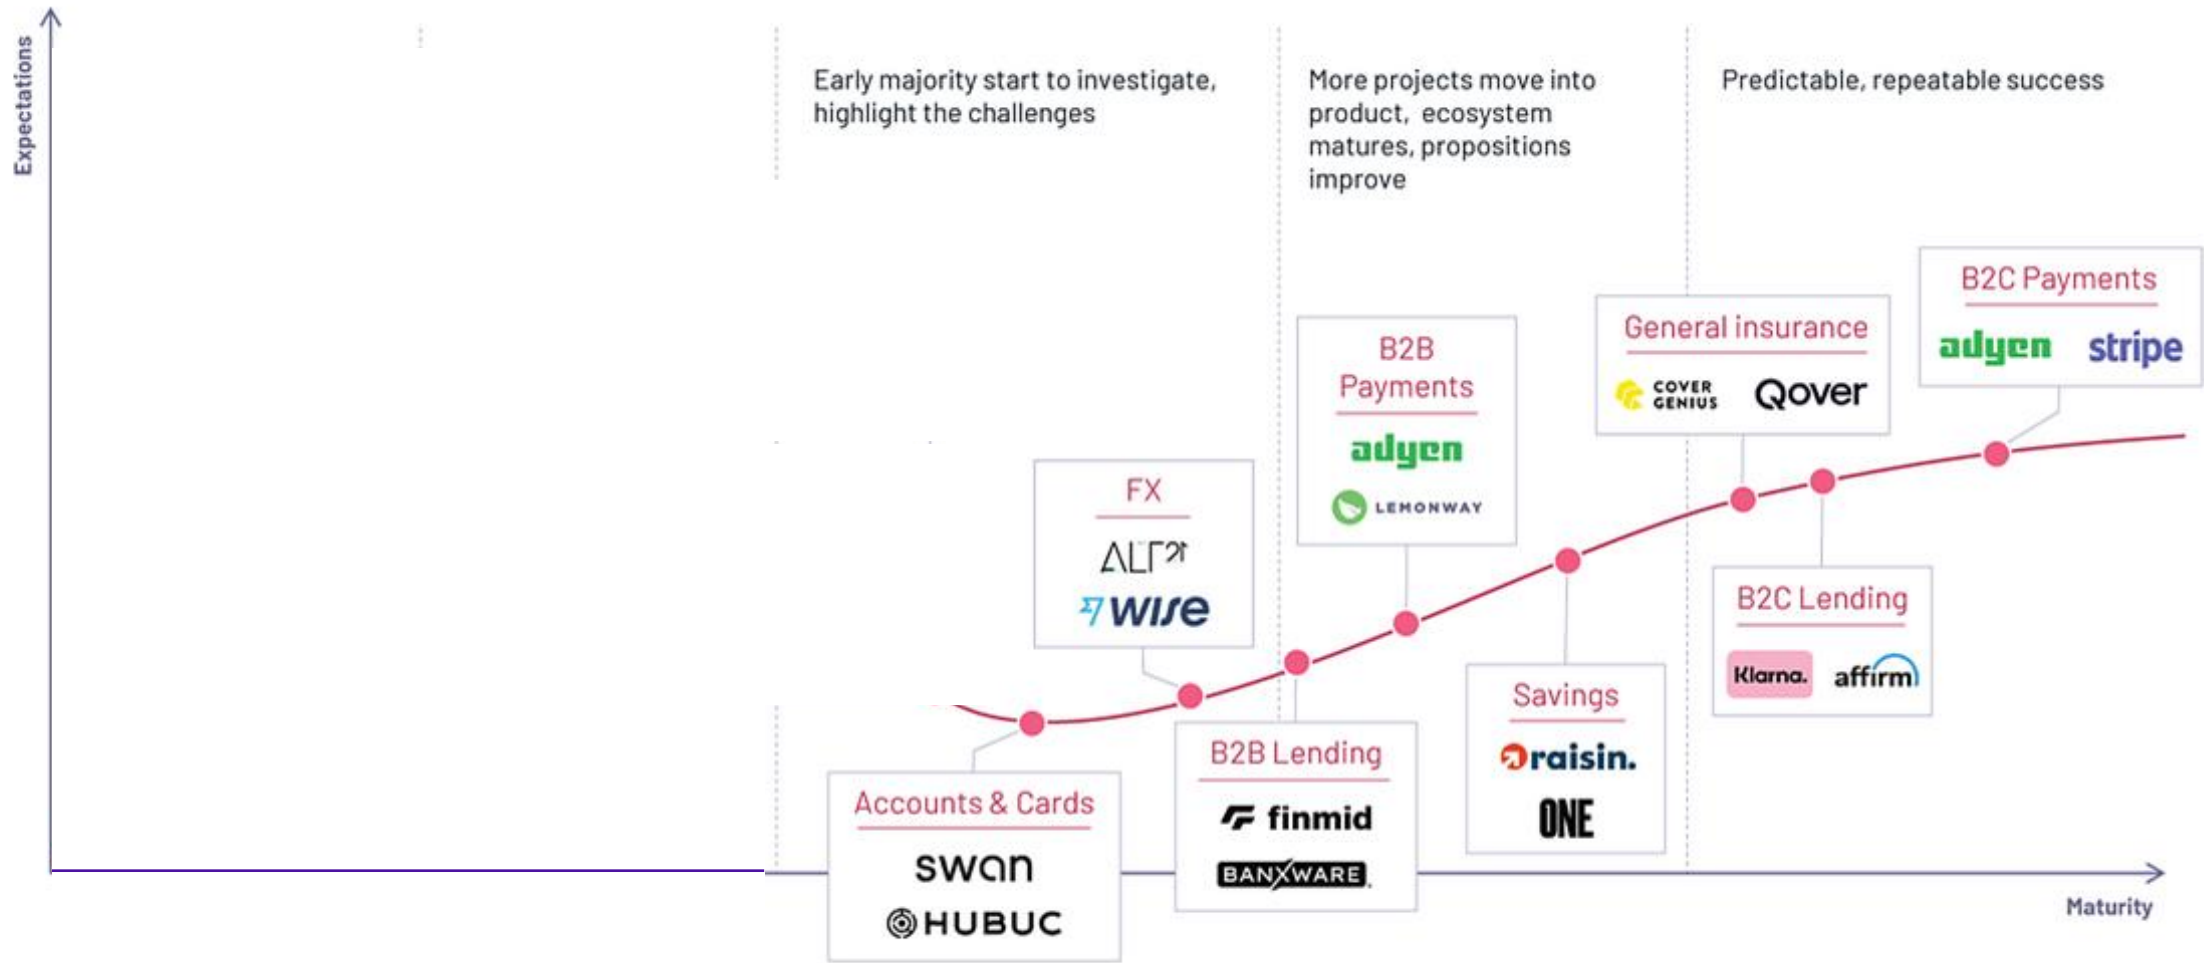 Expectations
Early majority start to investigate,
highlight the challenges
More projects move into
product, ecosystem
matures, propositions
improve
Predictable, repeatable success
B2C Payments
adyen stripe
General insurance
COVER
GENIUS
Qover
B2B
Payments
adyen
LEMONWAY
FX
ALT21
wise
B2C Lending
Klarna. affirm
Savings
raisin.
ONE
B2B Lending
finmid
BANXWARE
Accounts & Cards
swan
HUBUC
Maturity